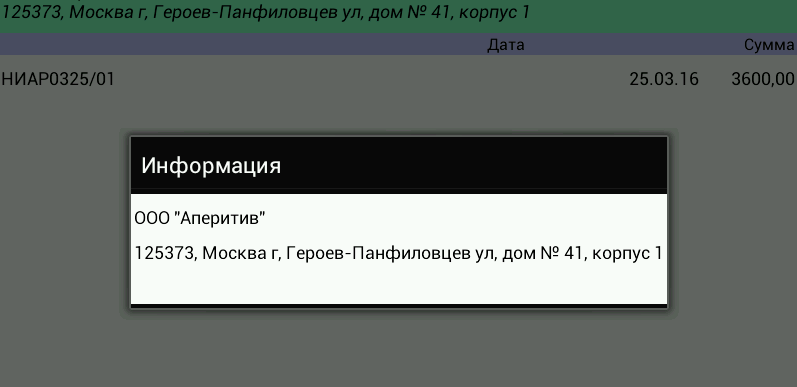 125373, Москва г, Героев-Панфиловцев ул, дом № 41, корпус 1
Дата Сумма
НИАР0325/01 25.03.16 3600,00
Информация
ООО "Аперитив"
125373, Москва г, Героев-Панфиловцев ул, дом № 41, корпус 1